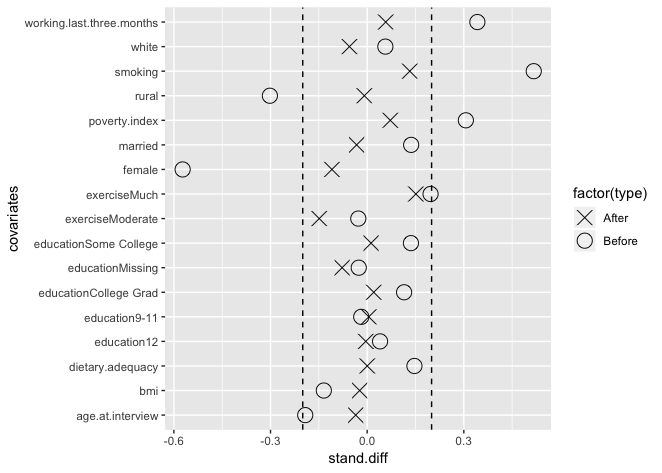 covariates
working.last.three.months
white
smoking
rural
poverty.index
married
female
exerciseMuch
exerciseModerate
educationSome College
educationMissing
educationCollege Grad
education9-11
education12
dietary.adequacy
bmi
age.at.interview
-0.6
-0.3
0.0
0.3
stand.diff
factor(type)
After
Before